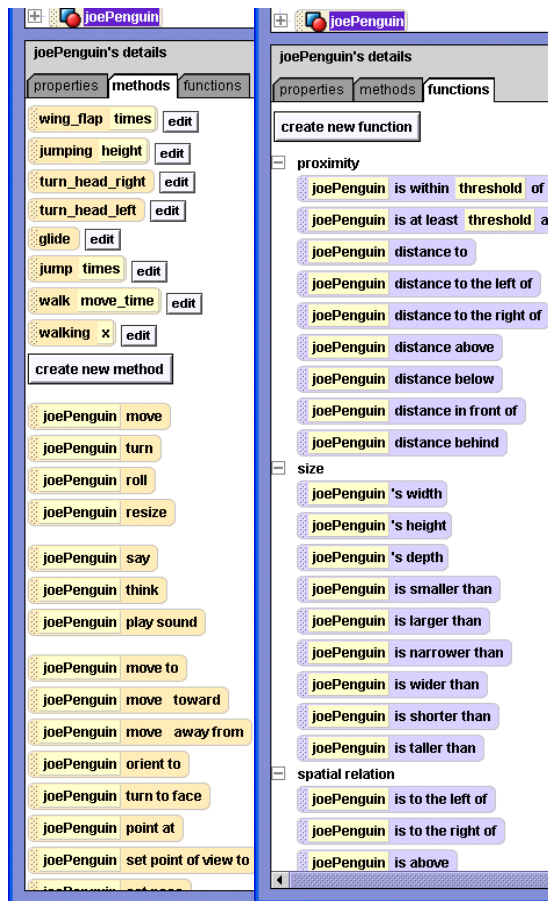 joePenguin
joePenguin's details
properties methods functions
wing_flap times edit
jumping height edit
turn_head_right edit
turn_head_left edit
glide edit
jump times edit
walk move_time edit
walking x edit
create new method
joePenguin move
joePenguin turn
joePenguin roll
joePenguin resize
joePenguin say
joePenguin think
joePenguin play sound
joePenguin move to
joePenguin move toward
joePenguin move away from
joePenguin orient to
joePenguin turn to face
joePenguin point at
joePenguin set point of view to
joePenguin
joePenguin's details
properties methods functions
create new function
proximity
joePenguin is within threshold of
joePenguin is at least threshold a
joePenguin distance to
joePenguin distance to the left of
joePenguin distance to the right of
joePenguin distance above
joePenguin distance below
joePenguin distance in front of
joePenguin distance behind
size
joePenguin 's width
joePenguin 's height
joePenguin 's depth
joePenguin is smaller than
joePenguin is larger than
joePenguin is narrower than
joePenguin is wider than
joePenguin is shorter than
joePenguin is taller than
spatial relation
joePenguin is to the left of
joePenguin is to the right of
joePenguin is above